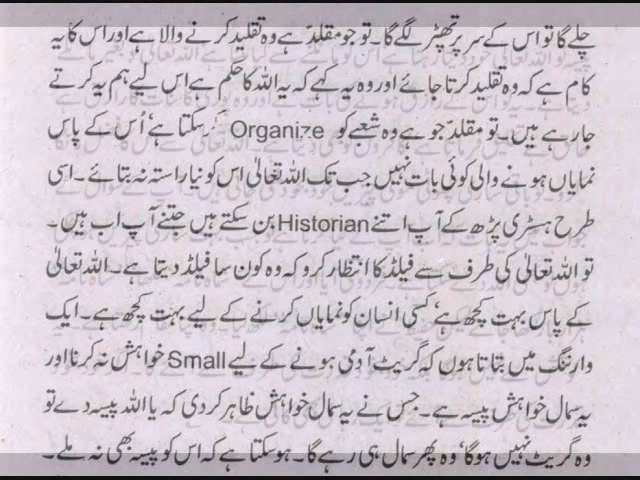 چلے گا تو اس کے سر پر تھپڑ لگے گا۔ تو جو مقلد ہے وہ تقلید کرنے والا ہے اور اس کا یہ
کام ہے کہ وہ تقلید کرتا جائے اور وہ یہ کہے کہ یہ اللہ کا حکم ہے اس لیے ہم یہ کرتے
جا رہے ہیں۔ تو مقلد جو ہے وہ شعبے کو Organize کر سکتا ہے، اُس کے پاس
نمایاں ہونے والی کوئی بات نہیں جب تک اللہ تعالیٰ اس کو نیا راستہ نہ بتائے۔ اسی
طرح ہسٹری پڑھ کے آپ اتنے Historian بن سکتے ہیں جتنے آپ اب ہیں۔
تو اللہ تعالیٰ کی طرف سے فیلڈ کا انتظار کرو کہ وہ کون سا فیلڈ دیتا ہے۔ اللہ تعالیٰ
کے پاس بہت کچھ ہے، کسی انسان کو نمایاں کرنے کے لیے بہت کچھ ہے۔ ایک
وارننگ میں بتاتا ہوں کہ گریٹ آدمی ہونے کے لیے Small خواہش نہ کرنا اور
یہ سمال خواہش پیسہ ہے۔ جس نے یہ سمال خواہش ظاہر کر دی کہ یا اللہ پیسہ دے تو
وہ گریٹ نہیں ہوگا، وہ پھر سمال ہی رہے گا۔ ہو سکتا ہے کہ اس کو پیسہ بھی نہ ملے۔